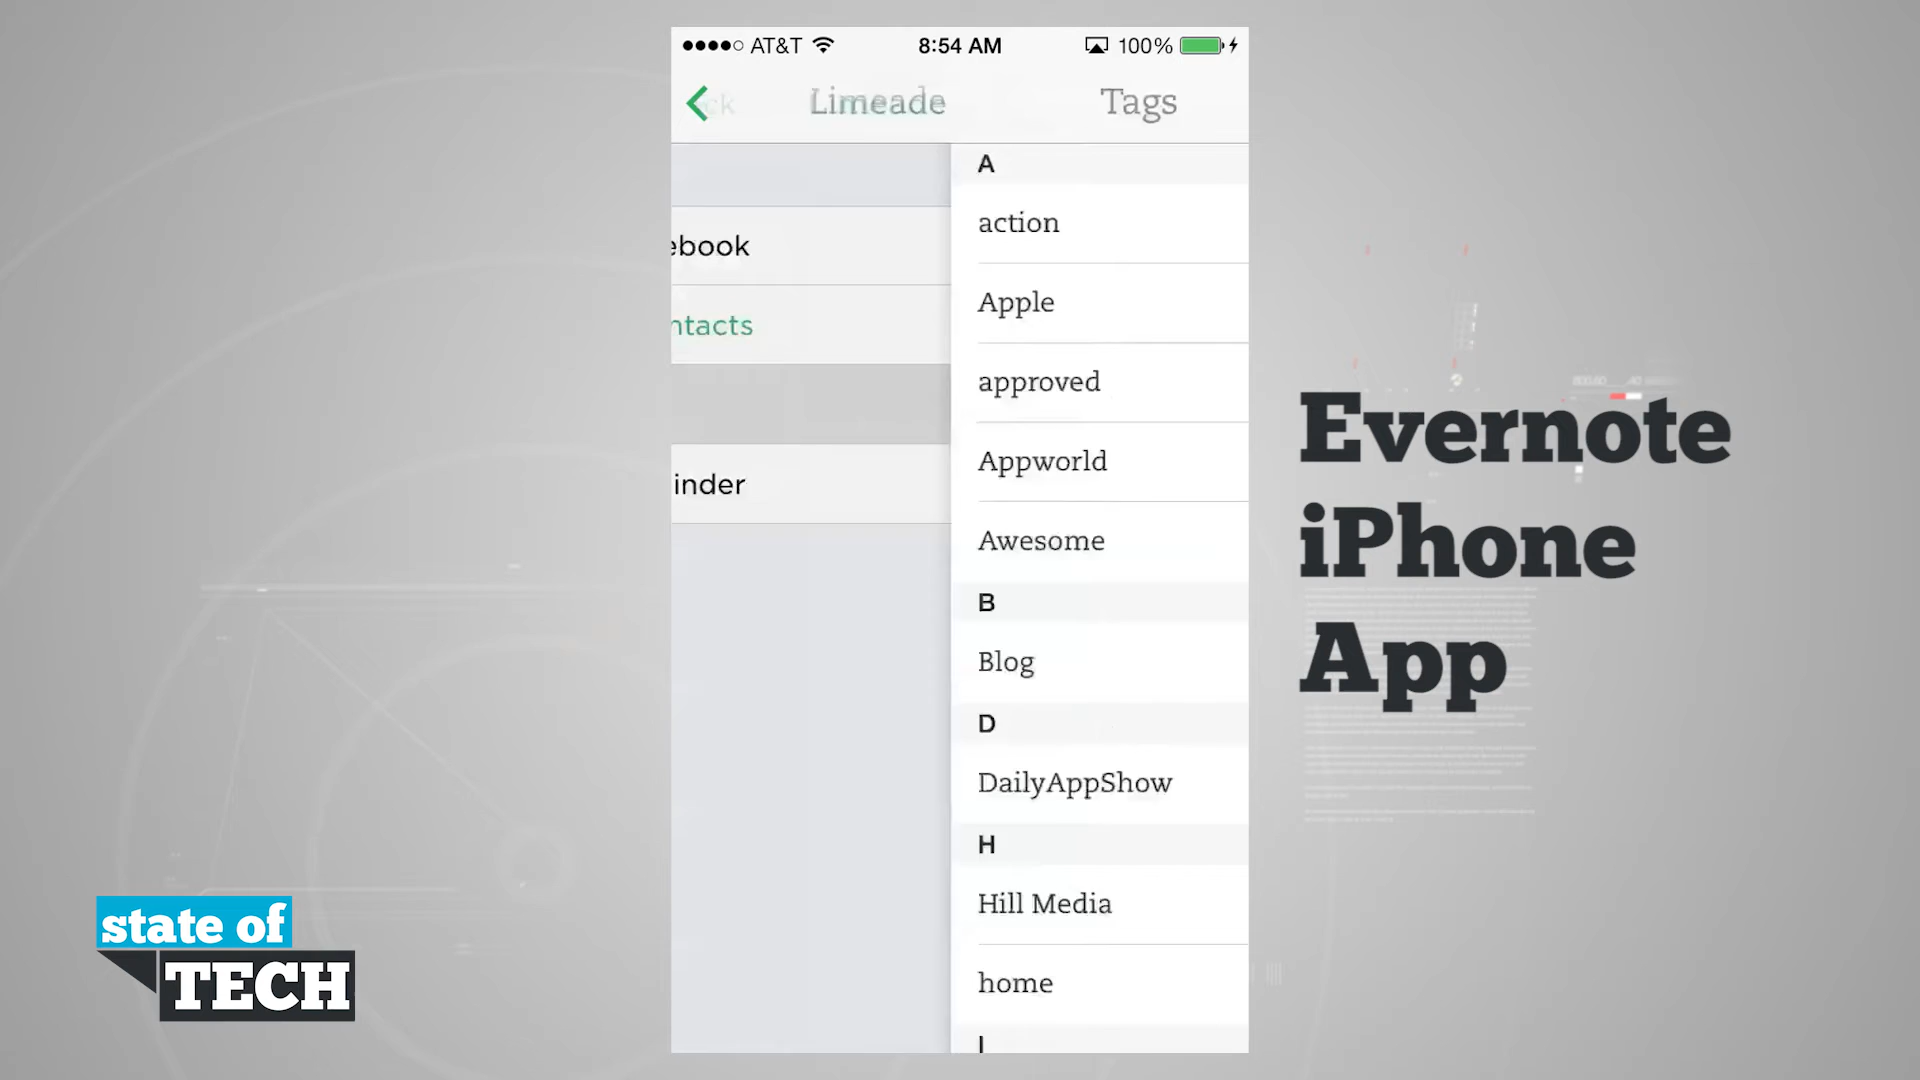 AT&T 8:54 AM 100%
Limeade Tags
ebook
ntacts
inder
A
action
Apple
approved
Appworld
Awesome
B
Blog
D
DailyAppShow
H
Hill Media
home
I
Evernote
iPhone
App
state of
TECH